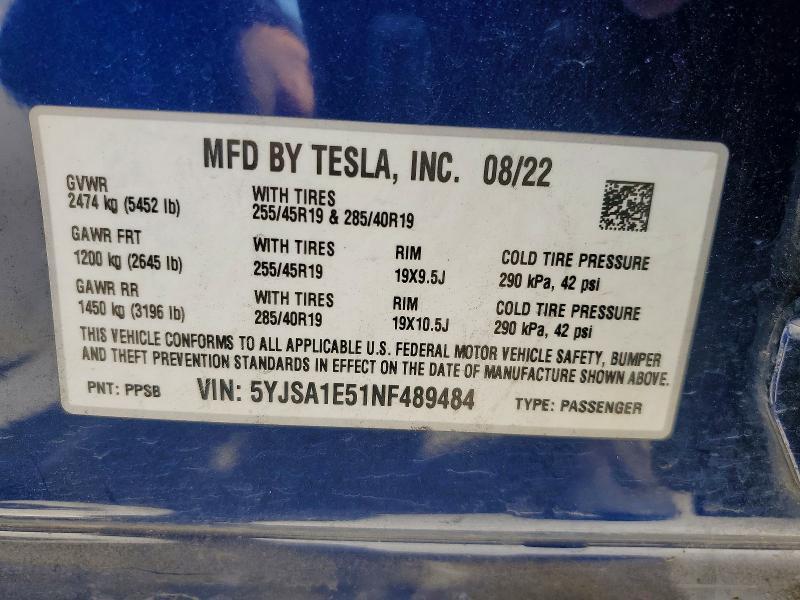 MFD BY TESLA, INC. 08/22
GVWR
2474 kg (5452 lb)
WITH TIRES
255/45R19 & 285/40R19
GAWR FRT
1200 kg (2645 lb)
WITH TIRES
255/45R19
RIM
19X9.5J
COLD TIRE PRESSURE
290 kPa, 42 psi
GAWR RR
1450 kg (3196 lb)
WITH TIRES
285/40R19
RIM
19X10.5J
COLD TIRE PRESSURE
290 kPa, 42 psi
THIS VEHICLE CONFORMS TO ALL APPLICABLE U.S. FEDERAL MOTOR VEHICLE SAFETY, BUMPER
AND THEFT PREVENTION STANDARDS IN EFFECT ON THE DATE OF MANUFACTURE SHOWN ABOVE.
PNT: PPSB VIN: 5YJSA1E51NF489484 TYPE: PASSENGER